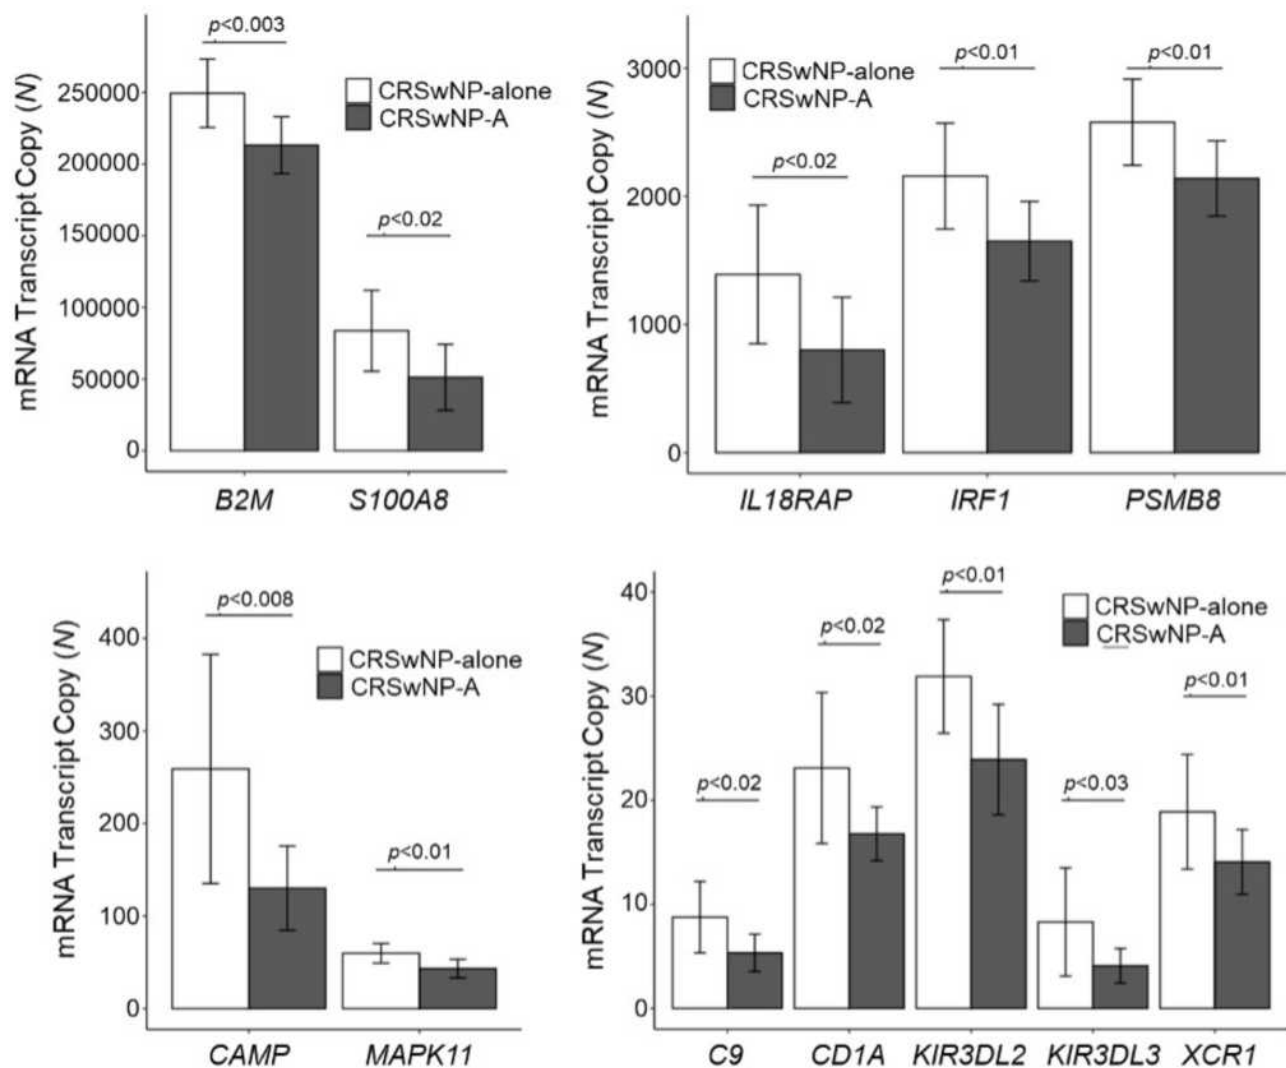 p<0.003
250000
200000
150000
100000
50000
0
mRNA Transcript Copy (N)
CRSwNP-alone
CRSwNP-A
p<0.02
B2M S100A8
3000
2000
1000
0
mRNA Transcript Copy (N)
CRSwNP-alone
CRSwNP-A
p<0.02
p<0.01
p<0.01
IL18RAP IRF1 PSMB8
400
300
200
100
0
mRNA Transcript Copy (N)
p<0.008
CRSwNP-alone
CRSwNP-A
p<0.01
CAMP MAPK11
40
30
20
10
0
mRNA Transcript Copy (N)
p<0.02
p<0.02
p<0.01
p<0.03
p<0.01
CRSwNP-alone
CRSwNP-A
C9 CD1A KIR3DL2 KIR3DL3 XCR1